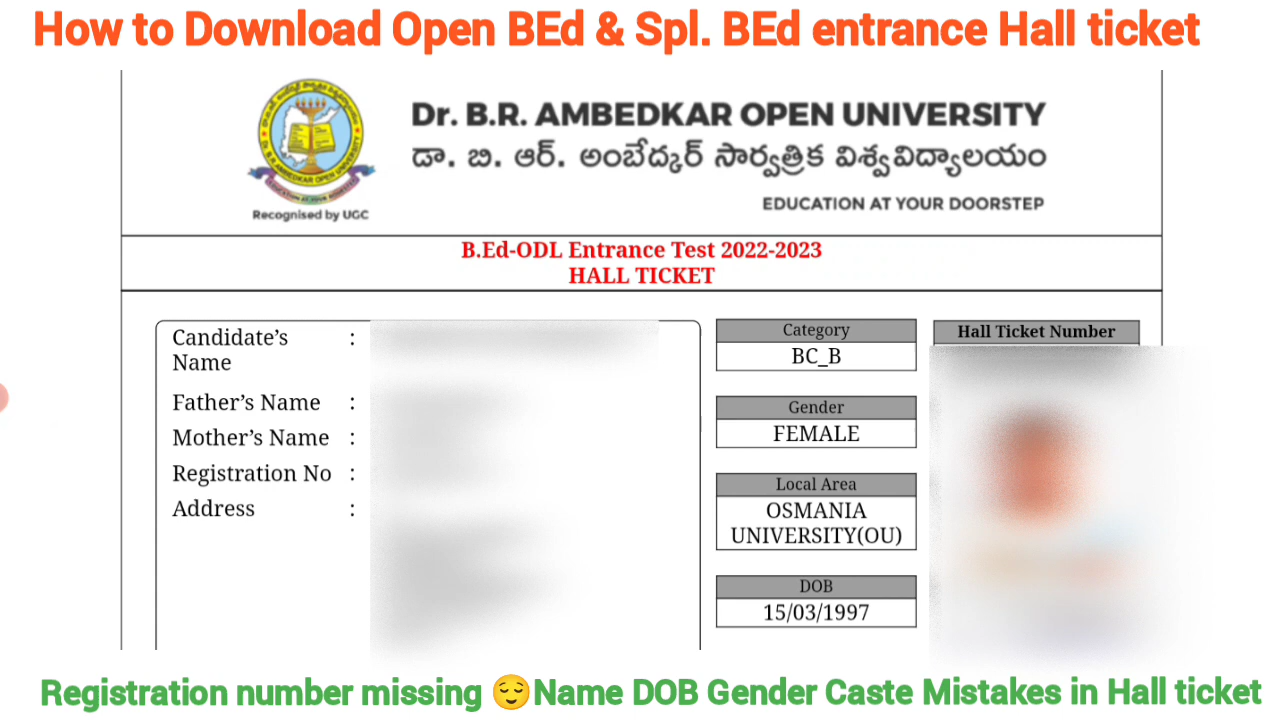 How to Download Open BEd & Spl. BEd entrance Hall ticket
Dr. B.R. AMBEDKAR OPEN UNIVERSITY
డా. బి. ఆర్. అంబేద్కర్ సార్వత్రిక విశ్వవిద్యాలయం
EDUCATION AT YOUR DOORSTEP
Recognised by UGC
B.Ed-ODL Entrance Test 2022-2023
HALL TICKET
Candidate's :
Name
Father's Name :
Mother's Name :
Registration No :
Address :
Category
BC_B
Gender
FEMALE
Local Area
OSMANIA
UNIVERSITY(OU)
DOB
15/03/1997
Hall Ticket Number
Registration number missing 😌Name DOB Gender Caste Mistakes in Hall ticket